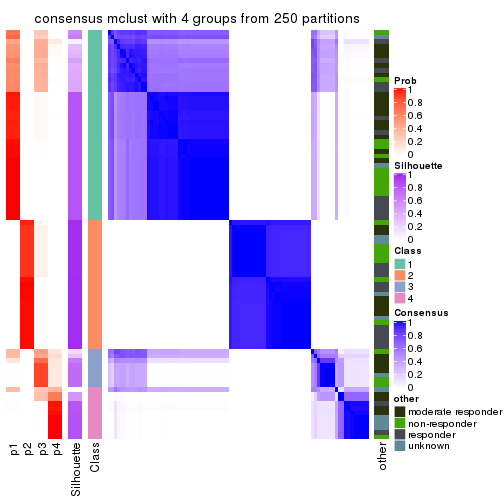 consensus mclust with 4 groups from 250 partitions
Prob
1
0.8
0.6
0.4
0.2
0
Silhouette
1
0.8
0.6
0.4
0.2
0
Class
1
2
3
4
Consensus
1
0.8
0.6
0.4
0.2
0
other
moderate responder
non-responder
responder
unknown
p1
p2
p3
p4
Silhouette
Class
other